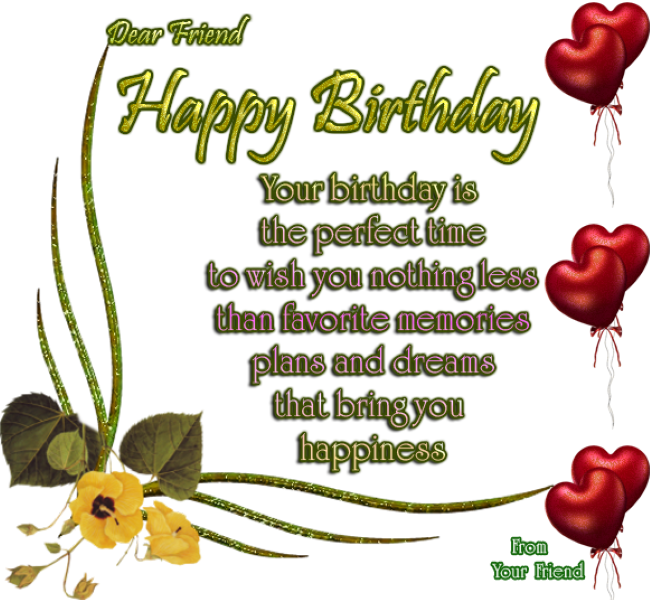 Dear Friend
Happy Birthday
Your birthday is
the perfect time
to wish you nothing less
than favorite memories
plans and dreams
that bring you
happiness
From
Your Friend